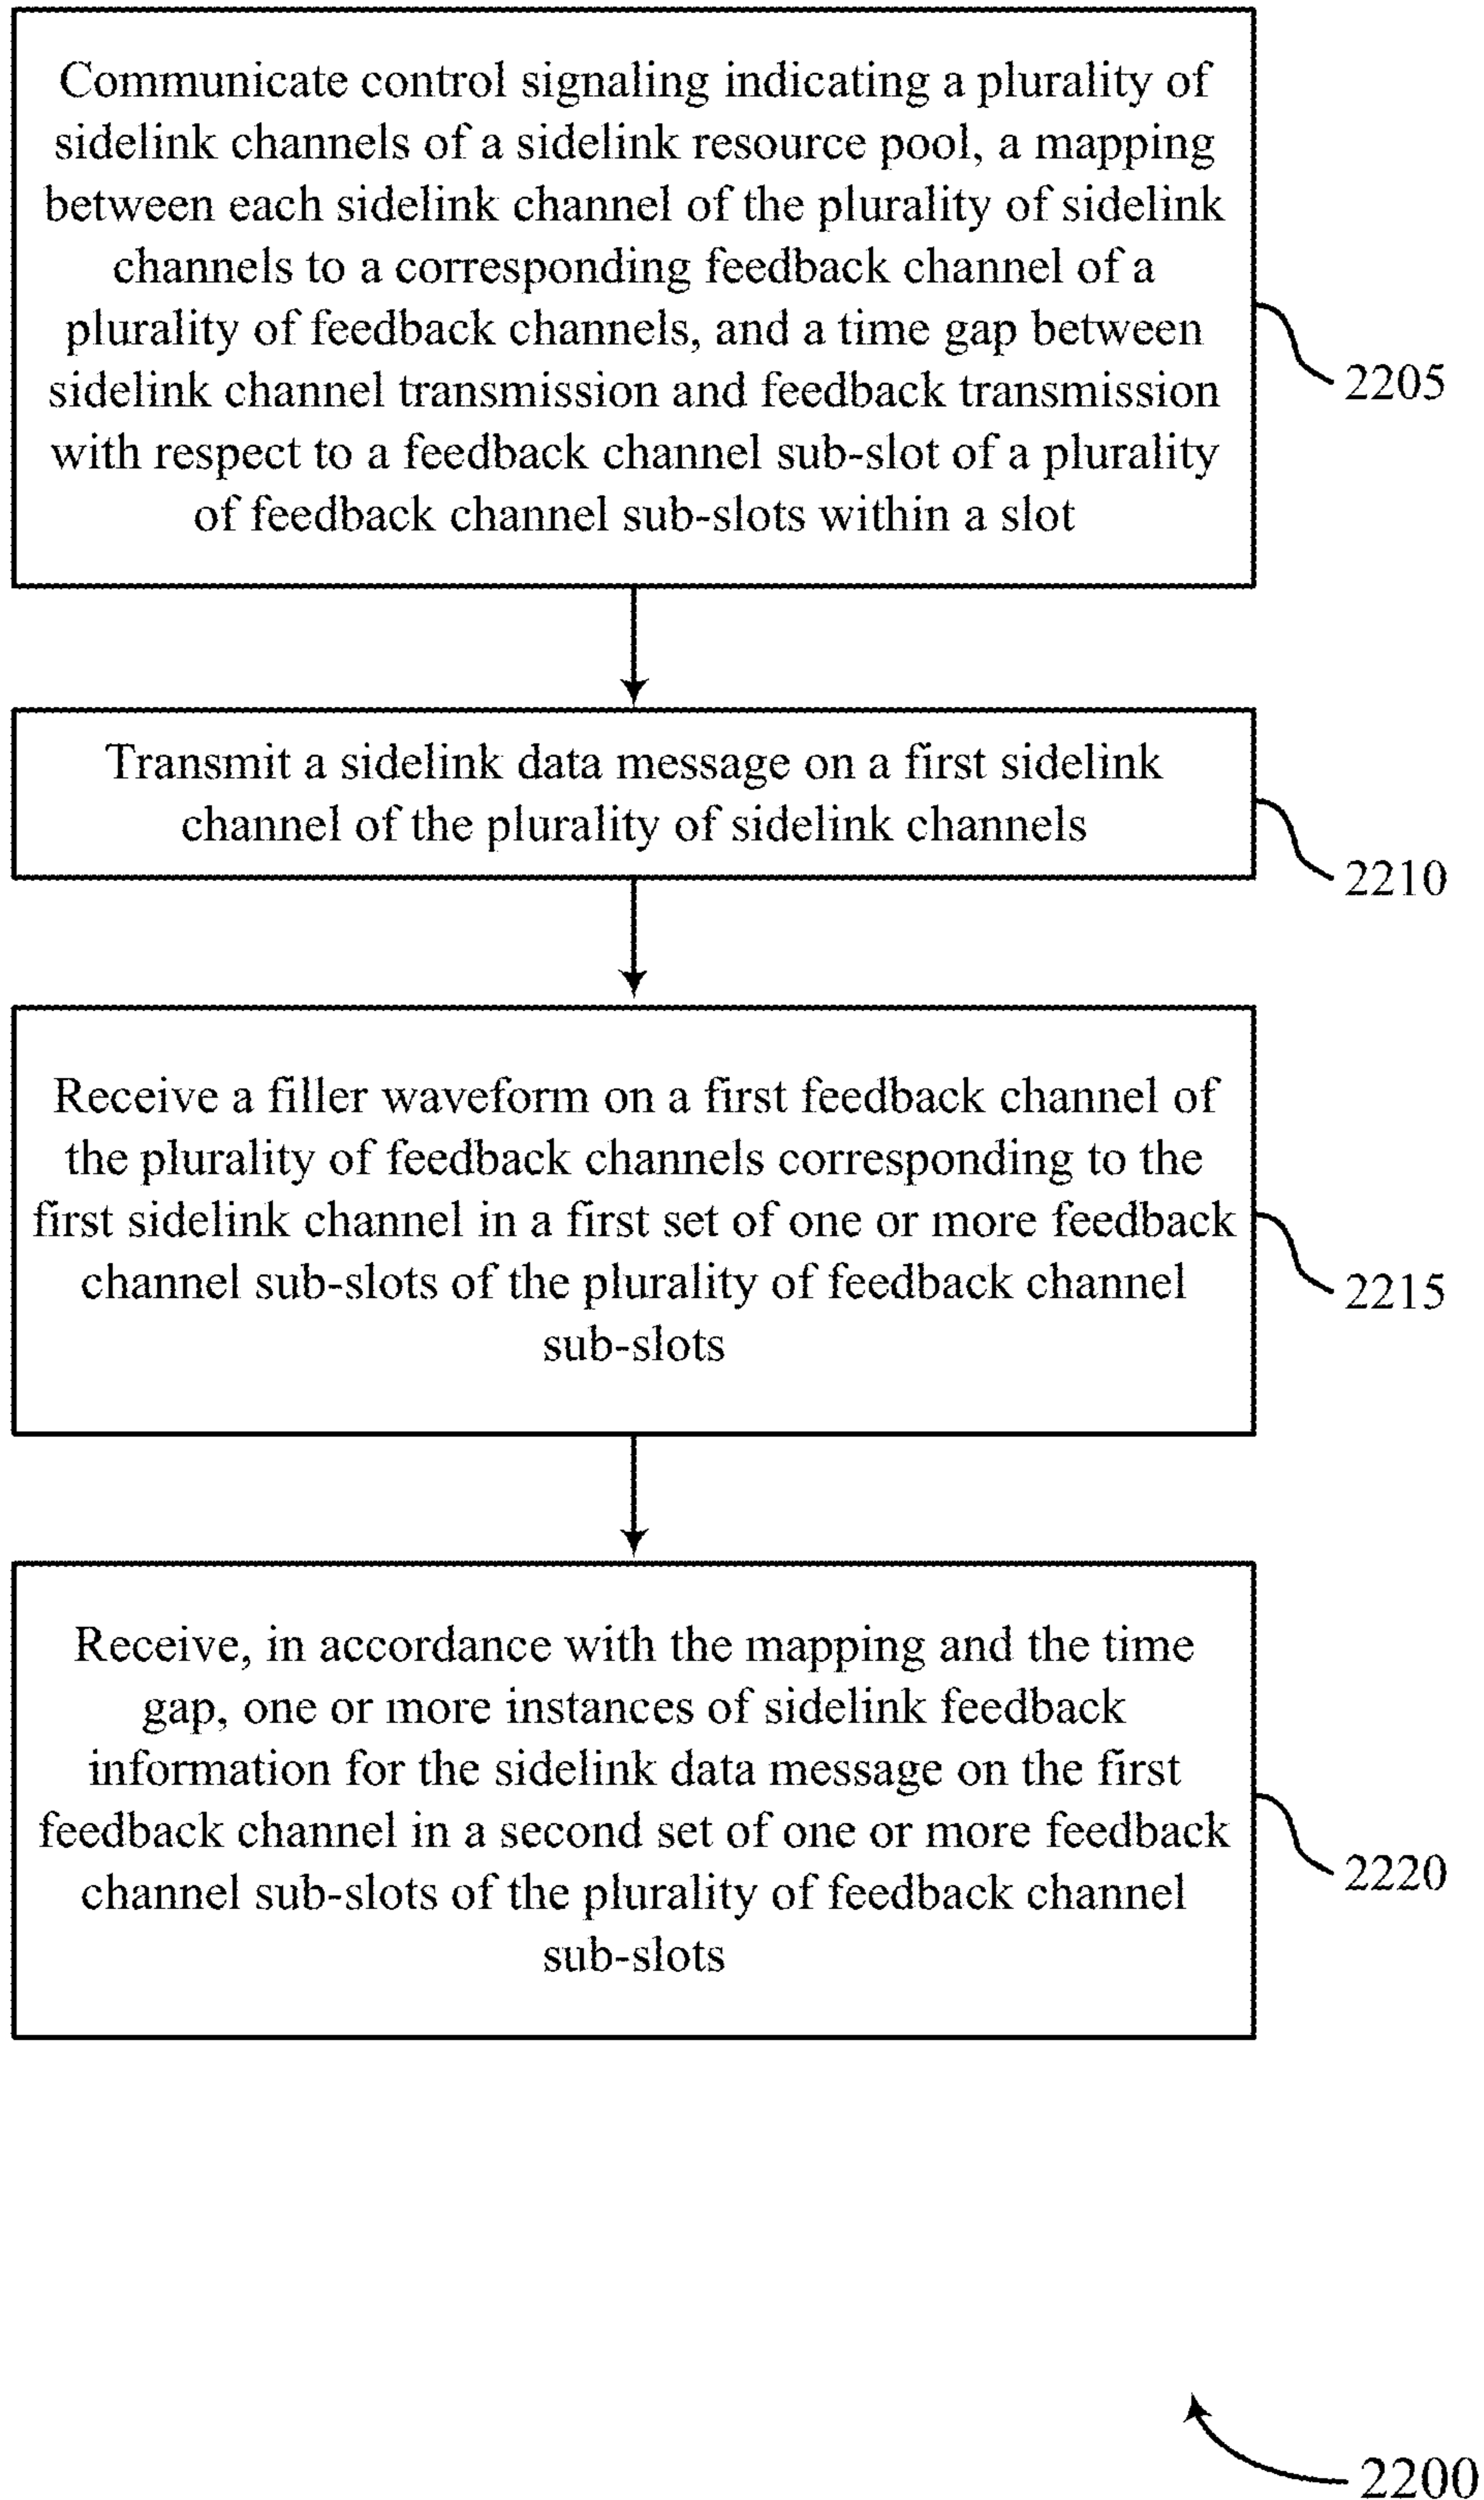 Communicate control signaling indicating a plurality of
sidelink channels of a sidelink resource pool, a mapping
between each sidelink channel of the plurality of sidelink
channels to a corresponding feedback channel of a
plurality of feedback channels, and a time gap between
sidelink channel transmission and feedback transmission
with respect to a feedback channel sub-slot of a plurality
of feedback channel sub-slots within a slot
2205
Transmit a sidelink data message on a first sidelink
channel of the plurality of sidelink channels
2210
Receive a filler waveform on a first feedback channel of
the plurality of feedback channels corresponding to the
first sidelink channel in a first set of one or more feedback
channel sub-slots of the plurality of feedback channel
sub-slots
2215
Receive, in accordance with the mapping and the time
gap, one or more instances of sidelink feedback
information for the sidelink data message on the first
feedback channel in a second set of one or more feedback
channel sub-slots of the plurality of feedback channel
sub-slots
2220
2200